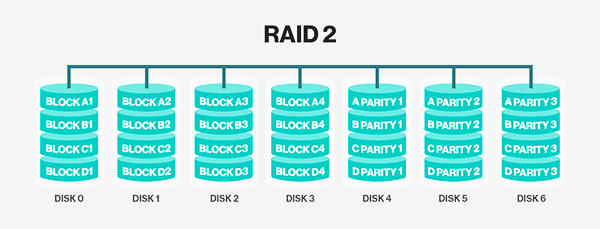 RAID 2
BLOCK A1 BLOCK A2 BLOCK A3 BLOCK A4 A PARITY 1 A PARITY 2 A PARITY 3
BLOCK B1 BLOCK B2 BLOCK B3 BLOCK B4 B PARITY 1 B PARITY 2 B PARITY 3
BLOCK C1 BLOCK C2 BLOCK C3 BLOCK C4 C PARITY 1 C PARITY 2 C PARITY 3
BLOCK D1 BLOCK D2 BLOCK D3 BLOCK D4 D PARITY 1 D PARITY 2 D PARITY 3
DISK 0 DISK 1 DISK 2 DISK 3 DISK 4 DISK 5 DISK 6